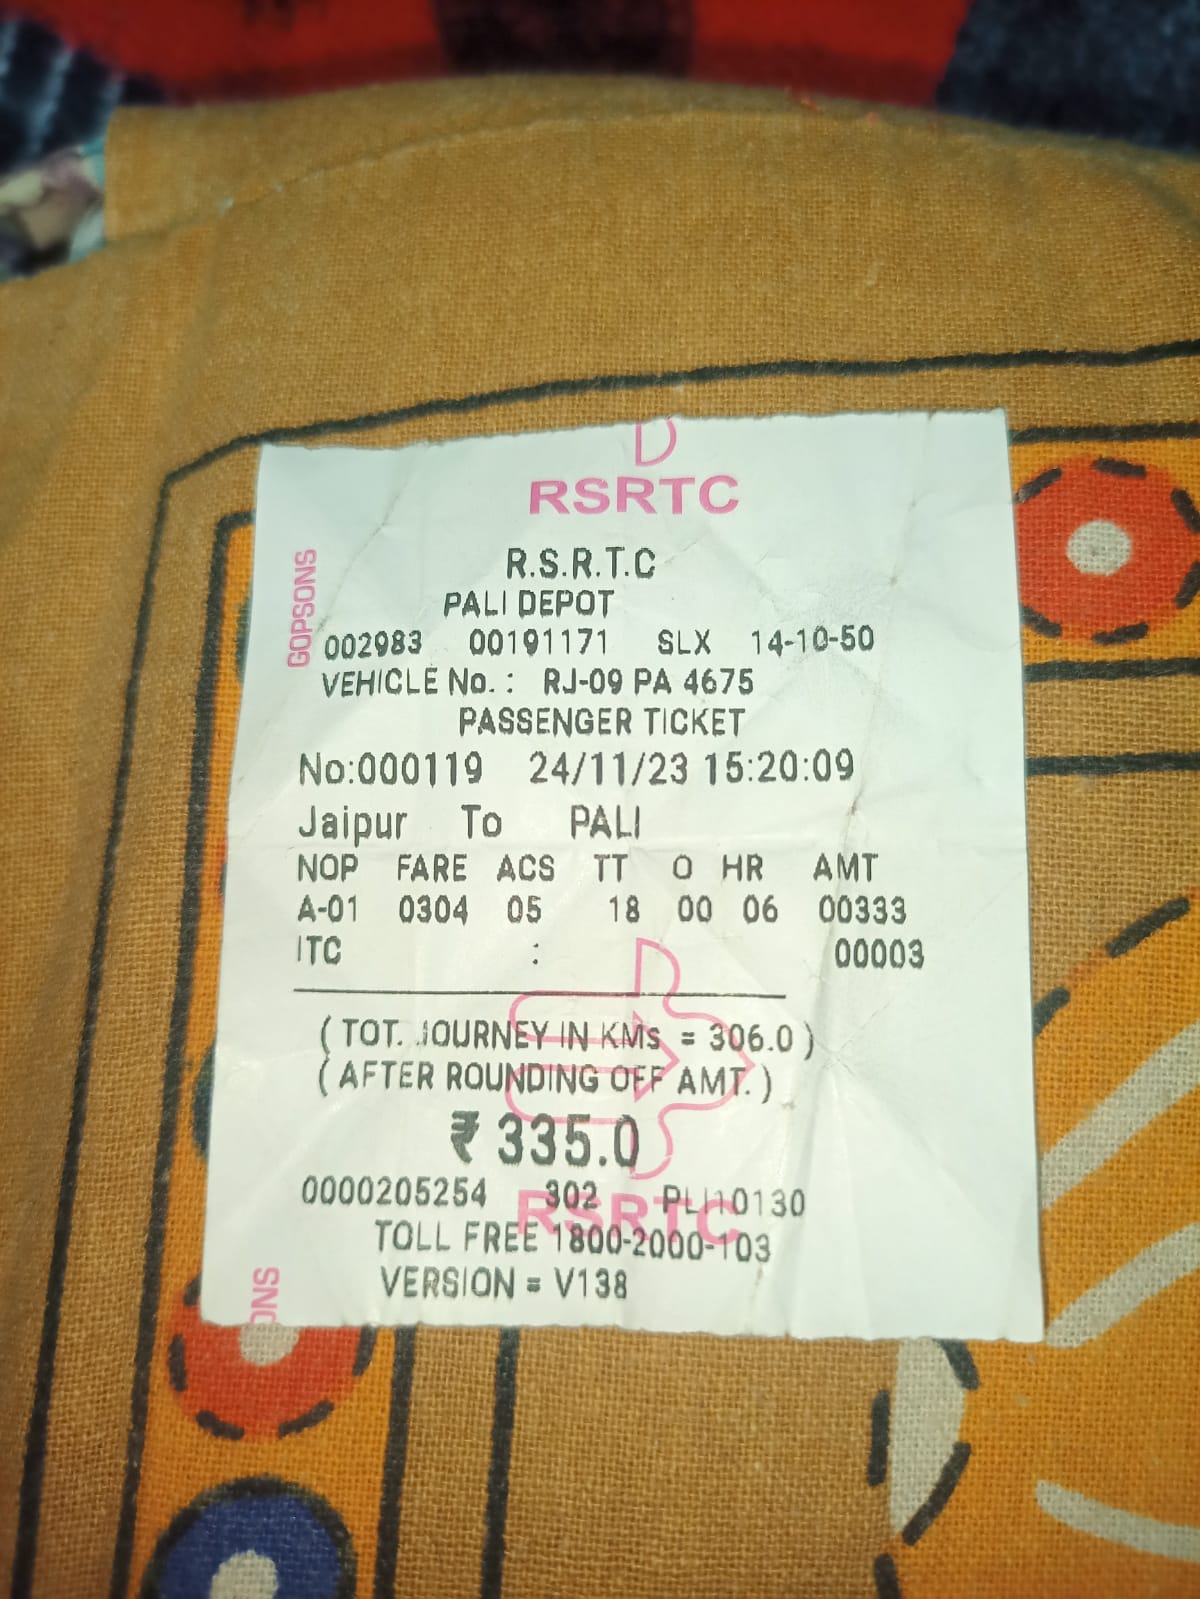 RSRTC
GOPSONS
R.S.R.T.C
PALI DEPOT
002983 00191171 SLX 14-10-50
VEHICLE No. : RJ-09 PA 4675
PASSENGER TICKET
No:000119 24/11/23 15:20:09
Jaipur To PALI
NOP FARE ACS TT O HR AMT
A-01 0304 05 18 00 06 00333
ITC : 00003
( TOT. JOURNEY IN KMs = 306.0 )
( AFTER ROUNDING OFF AMT. )
₹ 335.0
0000205254 302 PLI10130
RSRTC
TOLL FREE 1800-2000-103
VERSION = V138
ONS